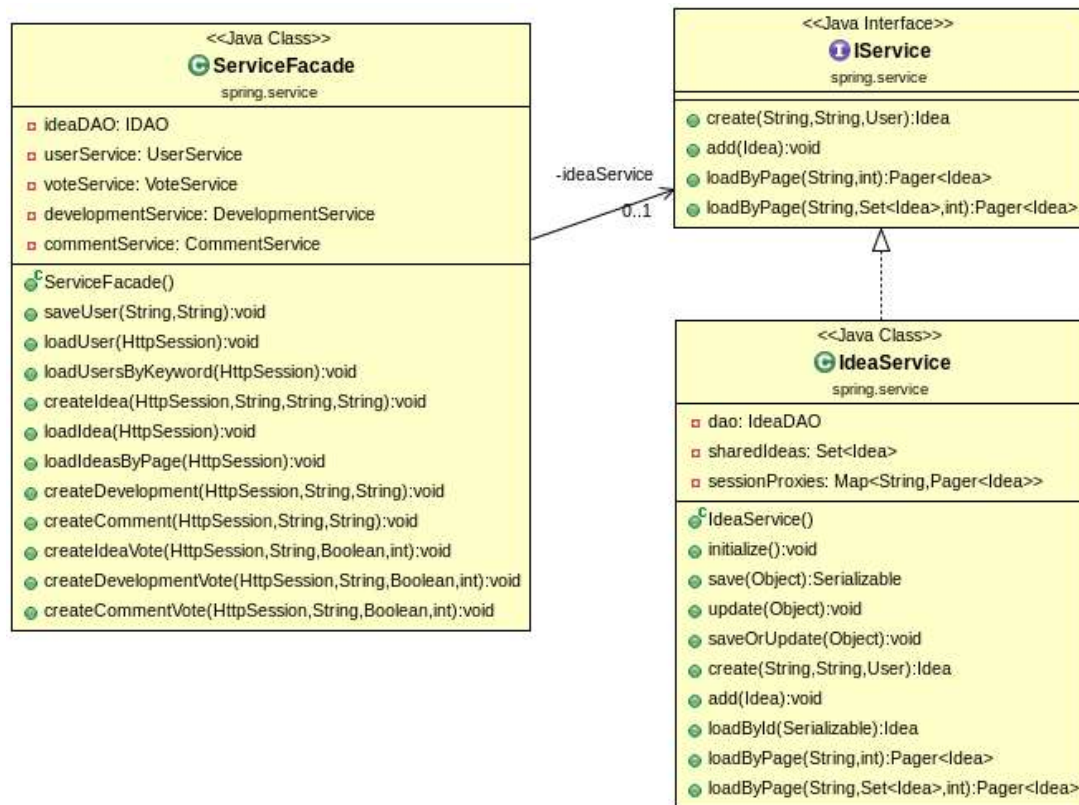 <<Java Class>>
ServiceFacade
spring.service
ideaDAO: IDAO
userService: UserService
voteService: VoteService
developmentService: DevelopmentService
commentService: CommentService
ServiceFacade()
saveUser(String,String):void
loadUser(HttpSession):void
loadUsersByKeyword(HttpSession):void
createIdea(HttpSession,String,String,String):void
loadIdea(HttpSession):void
loadIdeasByPage(HttpSession):void
createDevelopment(HttpSession,String,String):void
createComment(HttpSession,String,String):void
createIdeaVote(HttpSession,String,Boolean,int):void
createDevelopmentVote(HttpSession,String,Boolean,int):void
createCommentVote(HttpSession,String,Boolean,int):void
-ideaService
0..1
<<Java Interface>>
IService
spring.service
create(String,String,User):Idea
add(Idea):void
loadByPage(String,int):Pager<Idea>
loadByPage(String,Set<Idea>,int):Pager<Idea>
<<Java Class>>
IdeaService
spring.service
dao: IdeaDAO
sharedIdeas: Set<Idea>
sessionProxies: Map<String,Pager<Idea>>
IdeaService()
initialize():void
save(Object):Serializable
update(Object):void
saveOrUpdate(Object):void
create(String,String,User):Idea
add(Idea):void
loadById(Serializable):Idea
loadByPage(String,int):Pager<Idea>
loadByPage(String,Set<Idea>,int):Pager<Idea>